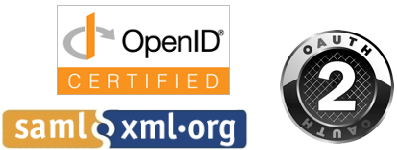 OpenID®
CERTIFIED
saml xml.org
OAUTH
2
OAUTH